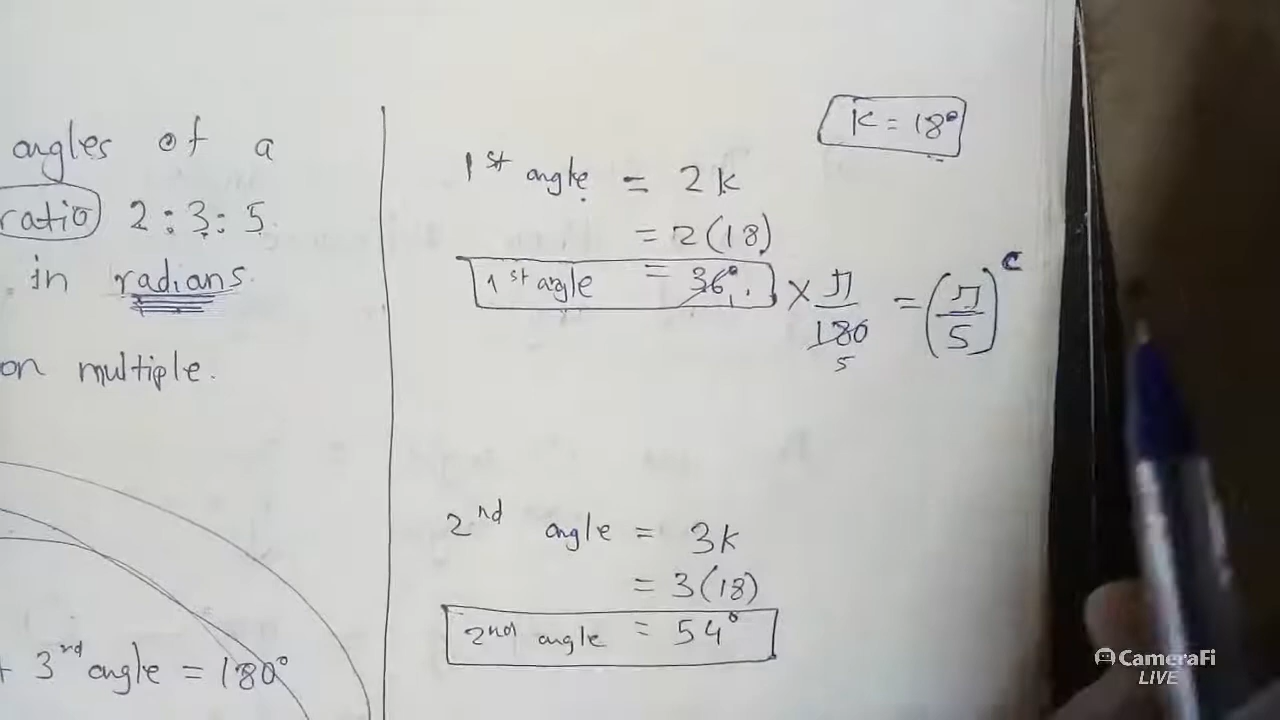 angles of a
ratio 2 : 3 : 5.
in radians.
on multiple.
3rd angle = 180°
K = 18°
1st angle = 2k
= 2(18)
1st angle = 36° × π/180 = (π/5)ᶜ
5
2nd angle = 3k
= 3(18)
2nd angle = 54°
CameraFi
LIVE